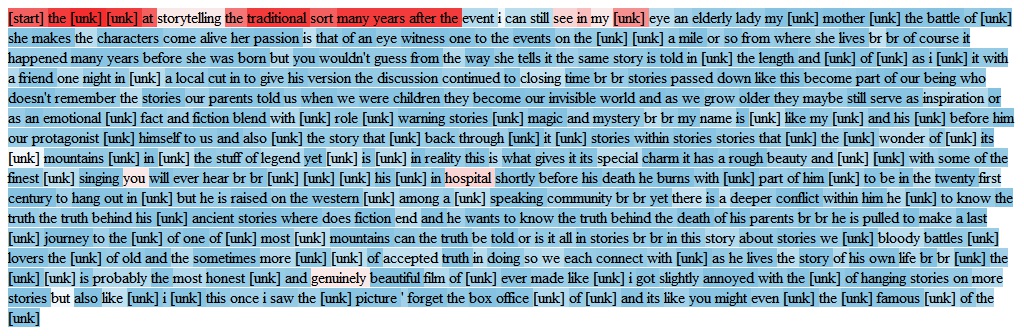 [start] the [unk] [unk] at storytelling the traditional sort many years after the event i can still see in my [unk] eye an elderly lady my [unk] mother the battle of [unk]
she makes the characters come alive her passion is that of an eye witness one to the events on the [unk] [unk] a mile or so from where she lives br br of course it
happened many years before she was born but you wouldn't guess from the way she tells it the same story is told in [unk] the length and [unk] of [unk] as i [unk] it with
a friend one night in [unk] a local cut in to give his version the discussion continued to closing time br br stories passed down like this become part of our being who
doesn't remember the stories our parents told us when we were children they become our invisible world and as we grow older they maybe still serve as inspiration or
as an emotional [unk] fact and fiction blend with [unk] role [unk] warning stories [unk] magic and mystery br br my name is [unk] like my [unk] and his [unk] before him
our protagonist [unk] himself to us and also [unk] the story that [unk] back through [unk] it [unk] stories within stories stories that [unk] the [unk] wonder of [unk] its
[unk] mountains [unk] in [unk] the stuff of legend yet [unk] is [unk] in reality this is what gives it its special charm it has a rough beauty and [unk] [unk] with some of the
finest [unk] singing you will ever hear br br [unk] [unk] [unk] his [unk] in hospital shortly before his death he burns with [unk] part of him [unk] to be in the twenty first
century to hang out in [unk] but he is raised on the western [unk] among a [unk] speaking community br br yet there is a deeper conflict within him he [unk] to know the
truth the truth behind his [unk] ancient stories where does fiction end and he wants to know the truth behind the death of his parents br br he is pulled to make a last
[unk] journey to the [unk] of one of [unk] most [unk] mountains can the truth be told or is it all in stories br br in this story about stories we [unk] bloody battles [unk]
lovers the [unk] of old and the sometimes more [unk] [unk] of accepted truth in doing so we each connect with [unk] as he lives the story of his own life br br [unk] the
[unk] [unk] is probably the most honest [unk] and genuinely beautiful film of [unk] ever made like [unk] i got slightly annoyed with the [unk] of hanging stories on more
stories but also like [unk] i [unk] this once i saw the [unk] picture ' forget the box office [unk] of [unk] and its like you might even [unk] the [unk] famous [unk] of the
[unk]